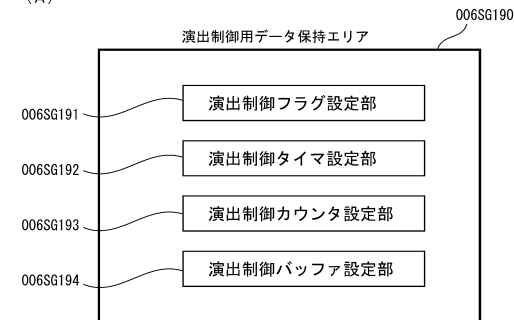 (A)
006SG190
演出制御用データ保持エリア
006SG191
演出制御フラグ設定部
006SG192
演出制御タイマ設定部
006SG193
演出制御カウンタ設定部
006SG194
演出制御バッファ設定部